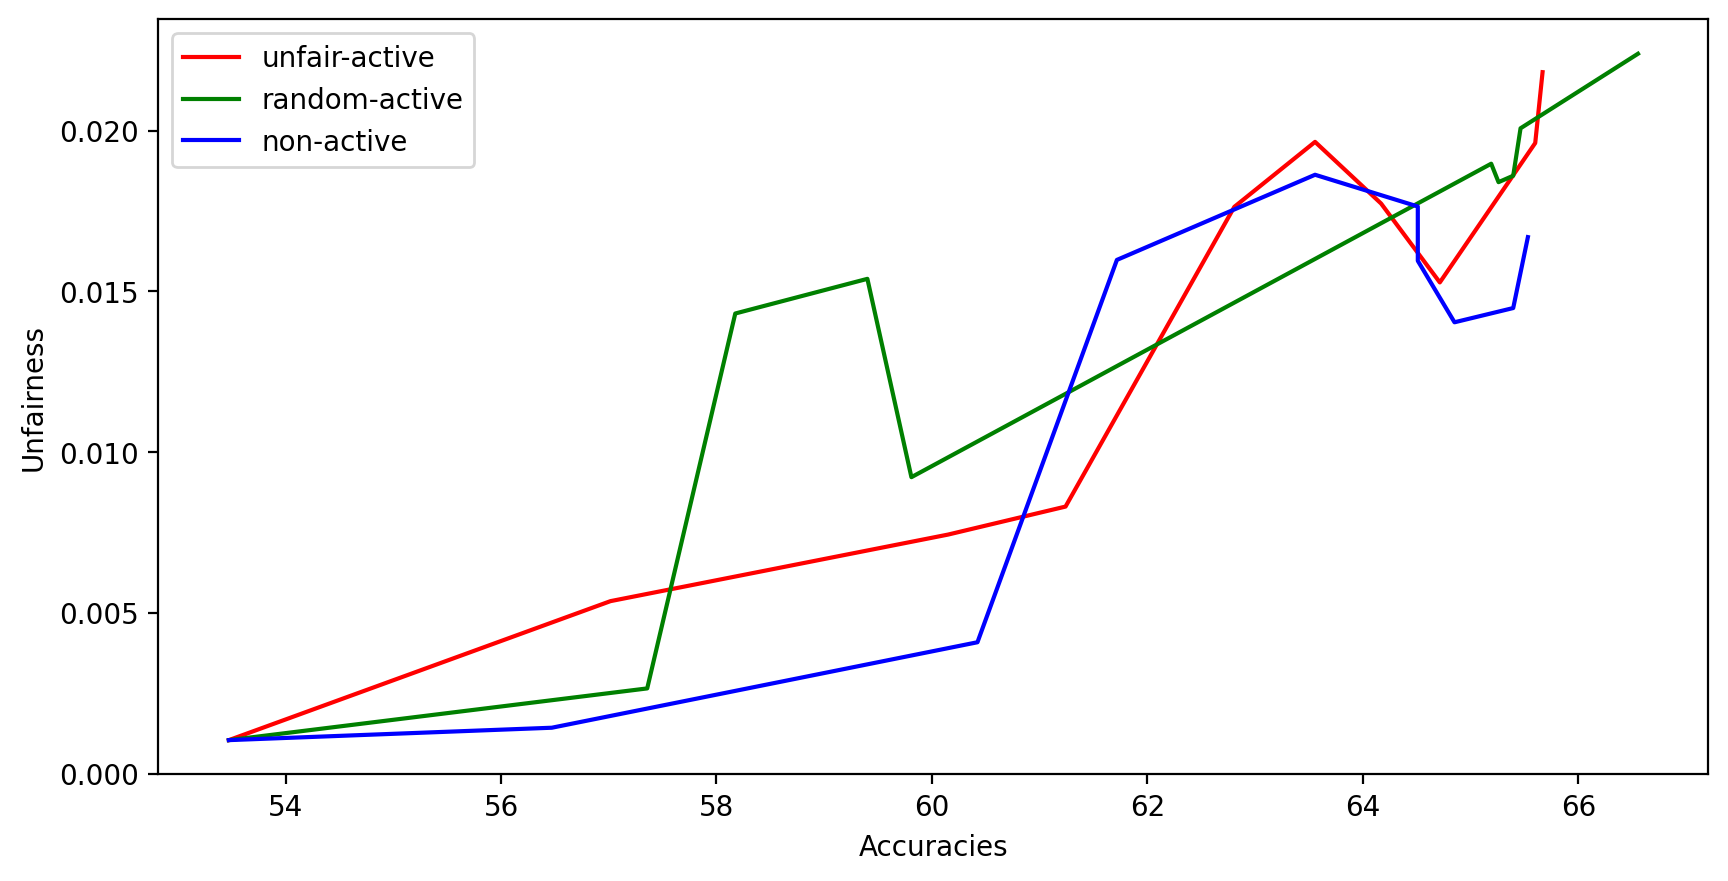 unfair-active
random-active
non-active
0.020
0.015
0.010
0.005
0.000
Unfairness
54 56 58 60 62 64 66
Accuracies